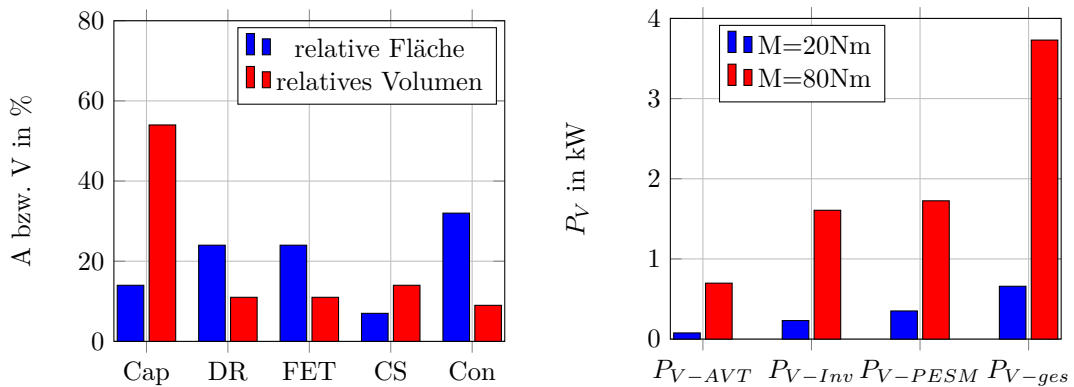 80
60
40
20
0
A bzw. V in %
relative Fläche
relatives Volumen
Cap DR FET CS Con
4
3
2
1
0
P_V in kW
M=20Nm
M=80Nm
P_{V-AVT} P_{V-Inv} P_{V-PESM} P_{V-ges}